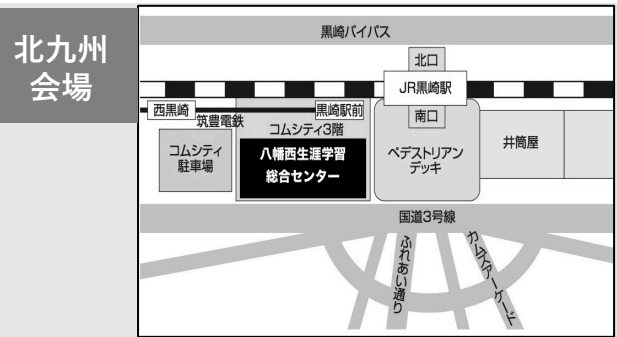 北九州
会場
黒崎バイパス
北口
JR黒崎駅
西黒崎
黒崎駅前
筑豊電鉄
南口
コムシティ3階
コムシティ
駐車場
八幡西生涯学習
総合センター
ペデストリアン
デッキ
井筒屋
国道3号線
ふれあい通り
カムズアーケード